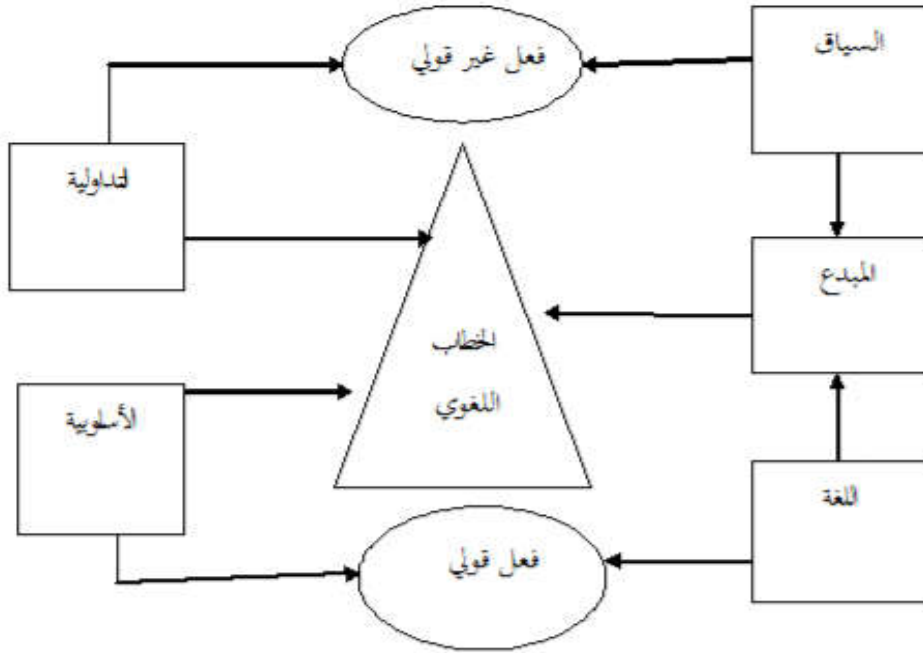 السياق
فعل غير قولي
لتداولية
المبدع
الخطاب
اللغوي
الأسلوبية
اللغة
فعل قولي